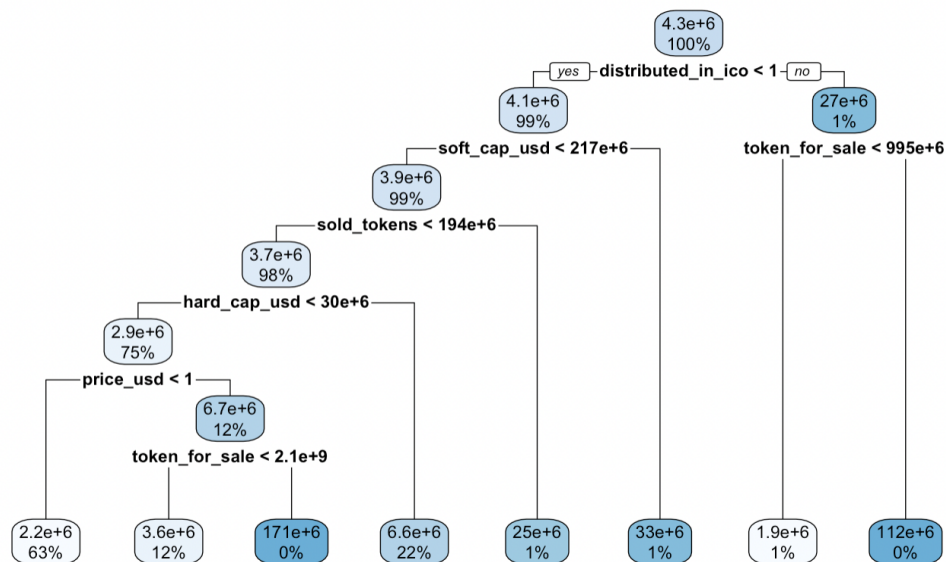 4.3e+6
100%
yes distributed_in_ico < 1 no
4.1e+6
99%
27e+6
1%
soft_cap_usd < 217e+6
token_for_sale < 995e+6
3.9e+6
99%
sold_tokens < 194e+6
3.7e+6
98%
hard_cap_usd < 30e+6
2.9e+6
75%
price_usd < 1
6.7e+6
12%
token_for_sale < 2.1e+9
2.2e+6
63%
3.6e+6
12%
171e+6
0%
6.6e+6
22%
25e+6
1%
33e+6
1%
1.9e+6
1%
112e+6
0%